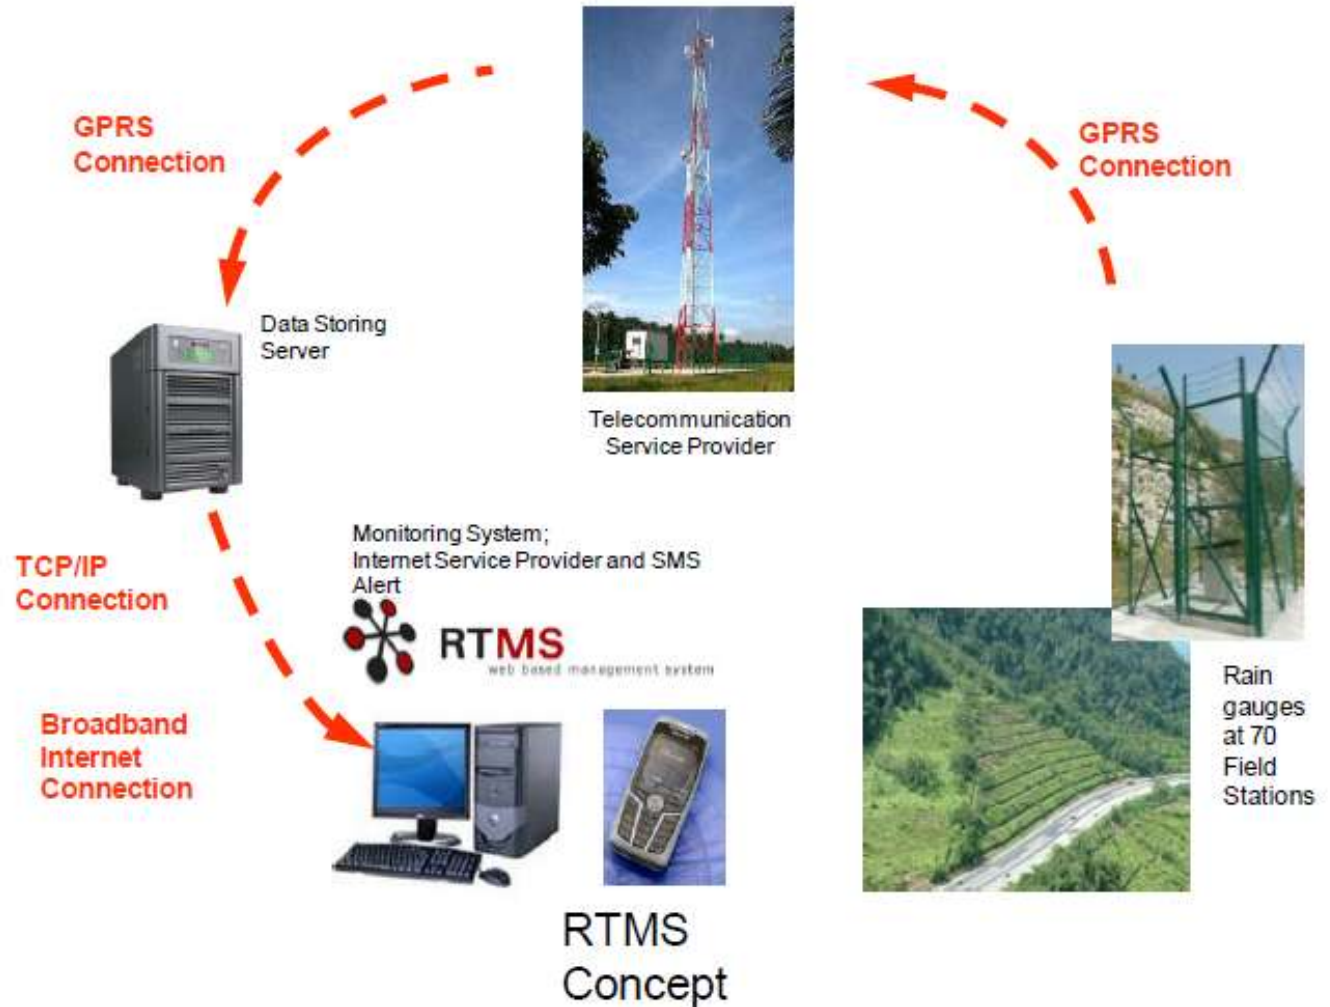 GPRS
Connection
GPRS
Connection
Data Storing
Server
Telecommunication
Service Provider
TCP/IP
Connection
Monitoring System;
Internet Service Provider and SMS
Alert
RTMS
web based management system
Broadband
Internet
Connection
Rain
gauges
at 70
Field
Stations
RTMS
Concept